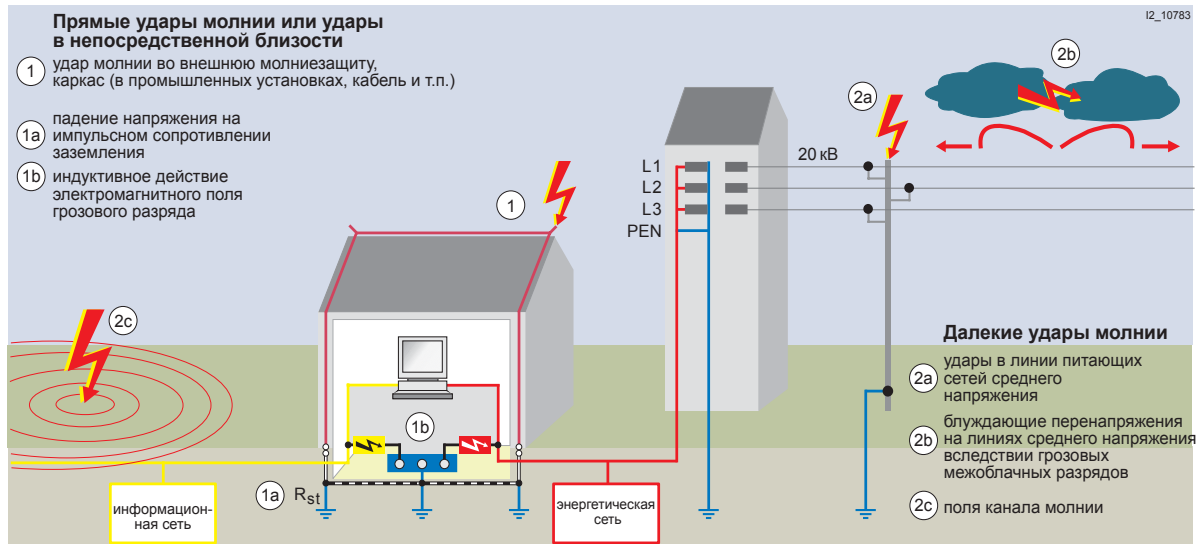 I2_10783
Прямые удары молнии или удары
в непосредственной близости
1 удар молнии во внешнюю молниезащиту,
каркас (в промышленных установках, кабель и т.п.)
1a падение напряжения на
импульсном сопротивлении
заземления
1b индуктивное действие
электромагнитного поля
грозового разряда
1
2a
2b
20 кВ
L1
L2
L3
PEN
2c
1b
1a
Rst
информацион-
ная сеть
энергетическая
сеть
Далекие удары молнии
2a удары в линии питающих
сетей среднего
напряжения
2b блуждающие перенапряжения
на линиях среднего напряжения
вследствии грозовых
межоблачных разрядов
2c поля канала молнии